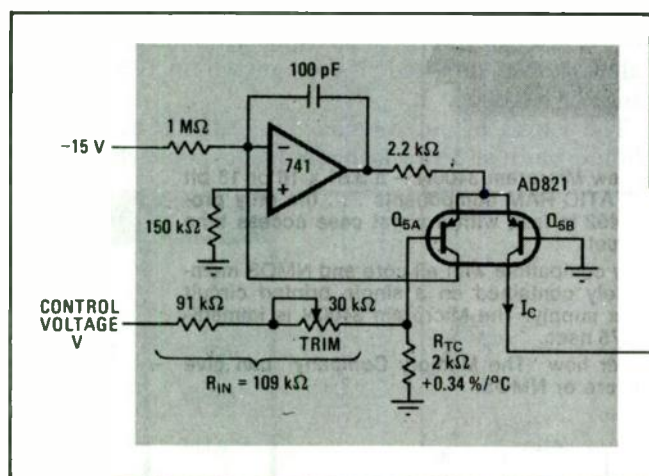 100 pF
1 MΩ
−15 V
−
741
+
2.2 kΩ
AD821
Q5A
Q5B
150 kΩ
CONTROL
VOLTAGE
V
91 kΩ
30 kΩ
TRIM
IC
RIN = 109 kΩ
RTC
2 kΩ
+0.34 %/°C